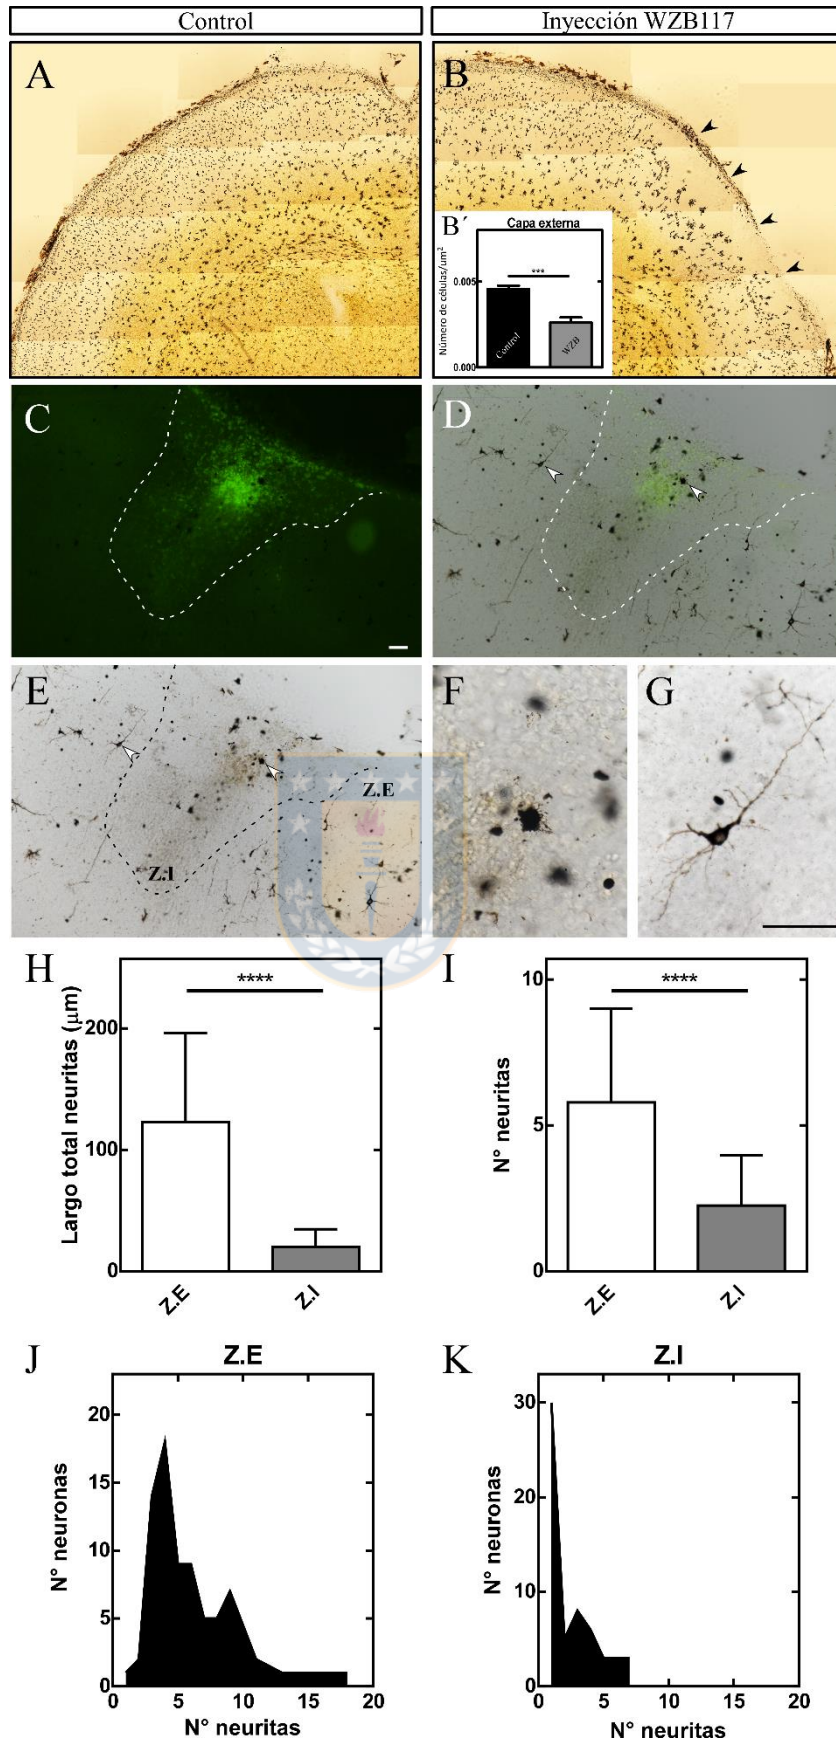 Control
Inyección WZB117
A
B
B´
Capa externa
Número de células/um²
0.005
0.000
***
Control
WZB
C
D
E
Z.E
Z.I
F
G
H
****
Largo total neuritas (μm)
200
100
0
Z.E
Z.I
I
****
N° neuritas
10
5
0
Z.E
Z.I
J
Z.E
N° neuronas
20
15
10
5
0
0 5 10 15 20
N° neuritas
K
Z.I
N° neuronas
30
20
10
0
0 5 10 15 20
N° neuritas